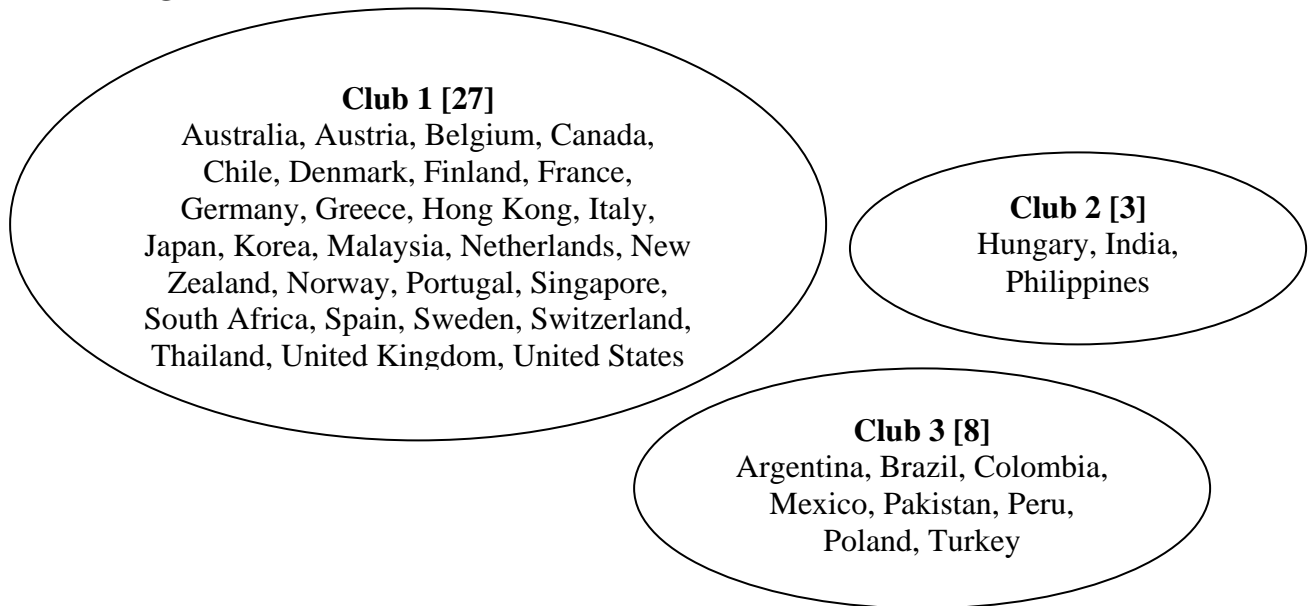 Club 1 [27]
Australia, Austria, Belgium, Canada,
Chile, Denmark, Finland, France,
Germany, Greece, Hong Kong, Italy,
Japan, Korea, Malaysia, Netherlands, New
Zealand, Norway, Portugal, Singapore,
South Africa, Spain, Sweden, Switzerland,
Thailand, United Kingdom, United States
Club 2 [3]
Hungary, India,
Philippines
Club 3 [8]
Argentina, Brazil, Colombia,
Mexico, Pakistan, Peru,
Poland, Turkey